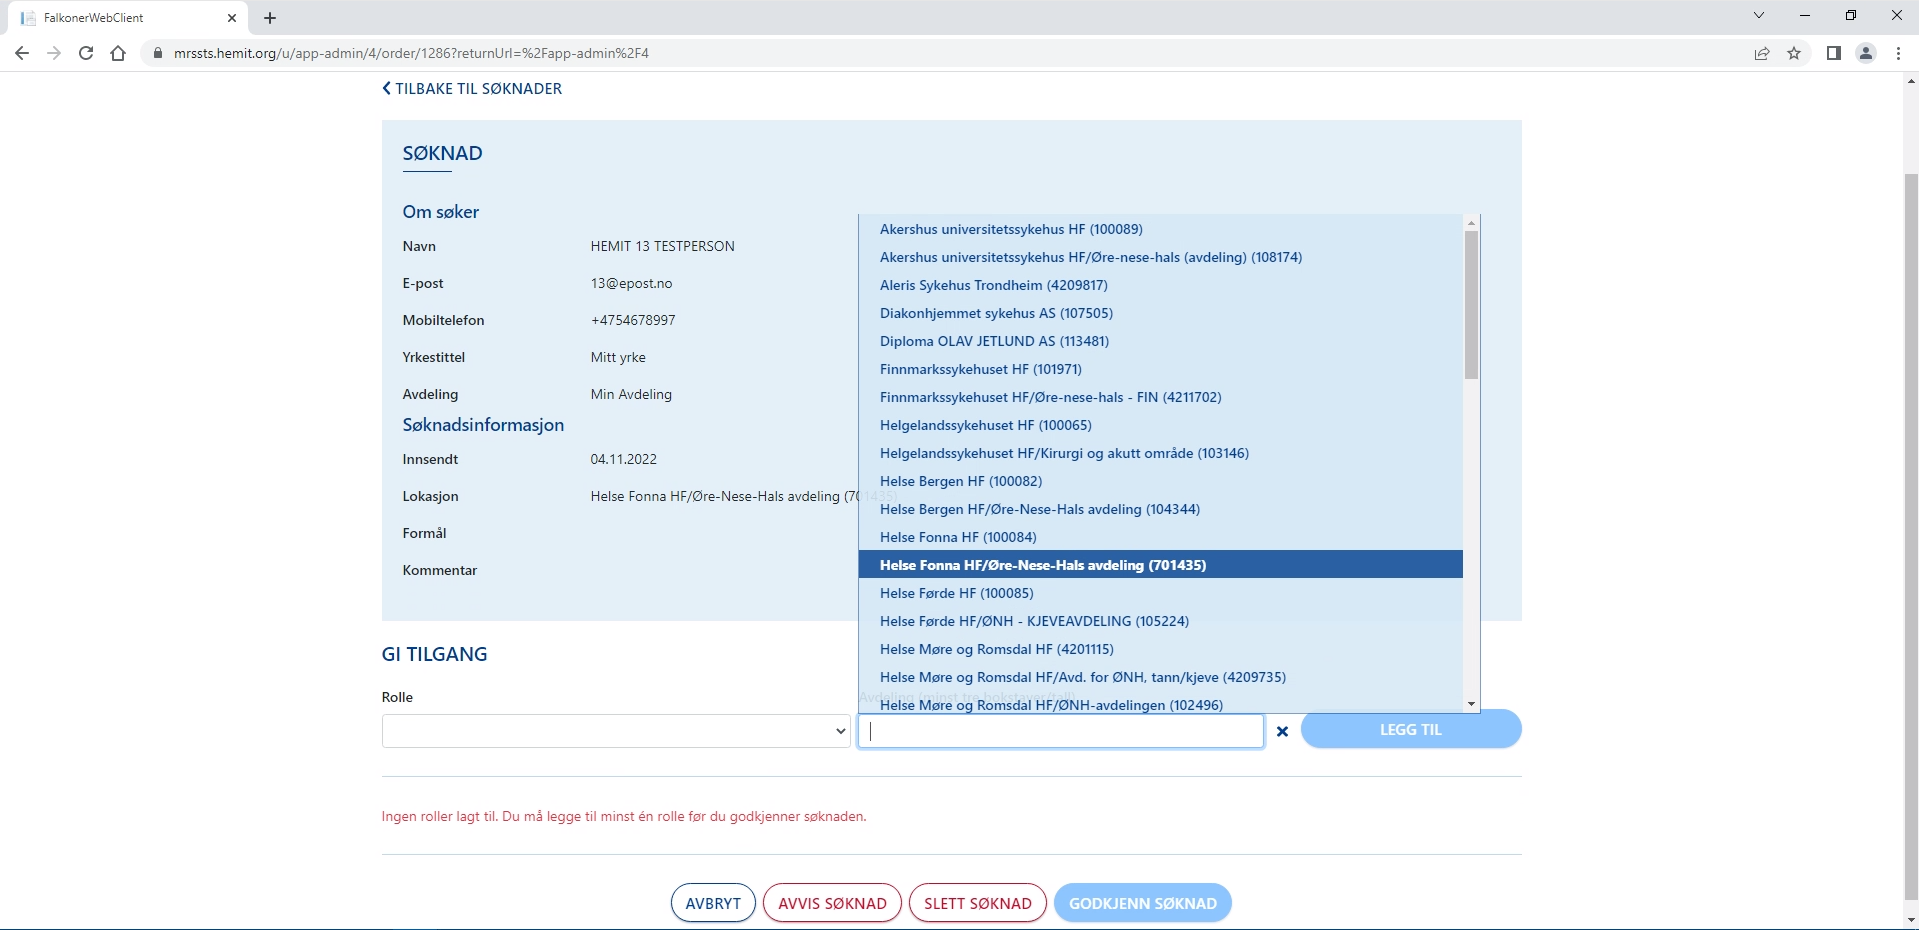 FalkonerWebClient
mrssts.hemit.org/u/app-admin/4/order/1286?returnUrl=%2Fapp-admin%2F4
TILBAKE TIL SØKNADER
SØKNAD
Om søker
Navn HEMIT 13 TESTPERSON
E-post 13@epost.no
Mobiltelefon +4754678997
Yrkestittel Mitt yrke
Avdeling Min Avdeling
Søknadsinformasjon
Innsendt 04.11.2022
Lokasjon Helse Fonna HF/Øre-Nese-Hals avdeling (701435)
Formål
Kommentar
Akershus universitetssykehus HF (100089)
Akershus universitetssykehus HF/Øre-nese-hals (avdeling) (108174)
Aleris Sykehus Trondheim (4209817)
Diakonhjemmet sykehus AS (107505)
Diploma OLAV JETLUND AS (113481)
Finnmarkssykehuset HF (101971)
Finnmarkssykehuset HF/Øre-nese-hals - FIN (4211702)
Helgelandssykehuset HF (100065)
Helgelandssykehuset HF/Kirurgi og akutt område (103146)
Helse Bergen HF (100082)
Helse Bergen HF/Øre-Nese-Hals avdeling (104344)
Helse Fonna HF (100084)
Helse Fonna HF/Øre-Nese-Hals avdeling (701435)
Helse Førde HF (100085)
Helse Førde HF/ØNH - KJEVEAVDELING (105224)
Helse Møre og Romsdal HF (4201115)
Helse Møre og Romsdal HF/Avd. for ØNH, tann/kjeve (4209735)
Helse Møre og Romsdal HF/ØNH-avdelingen (102496)
GI TILGANG
Rolle
Avdeling (minst tre bokstaver/tall)
LEGG TIL
Ingen roller lagt til. Du må legge til minst én rolle før du godkjenner søknaden.
AVBRYT AVVIS SØKNAD SLETT SØKNAD GODKJENN SØKNAD